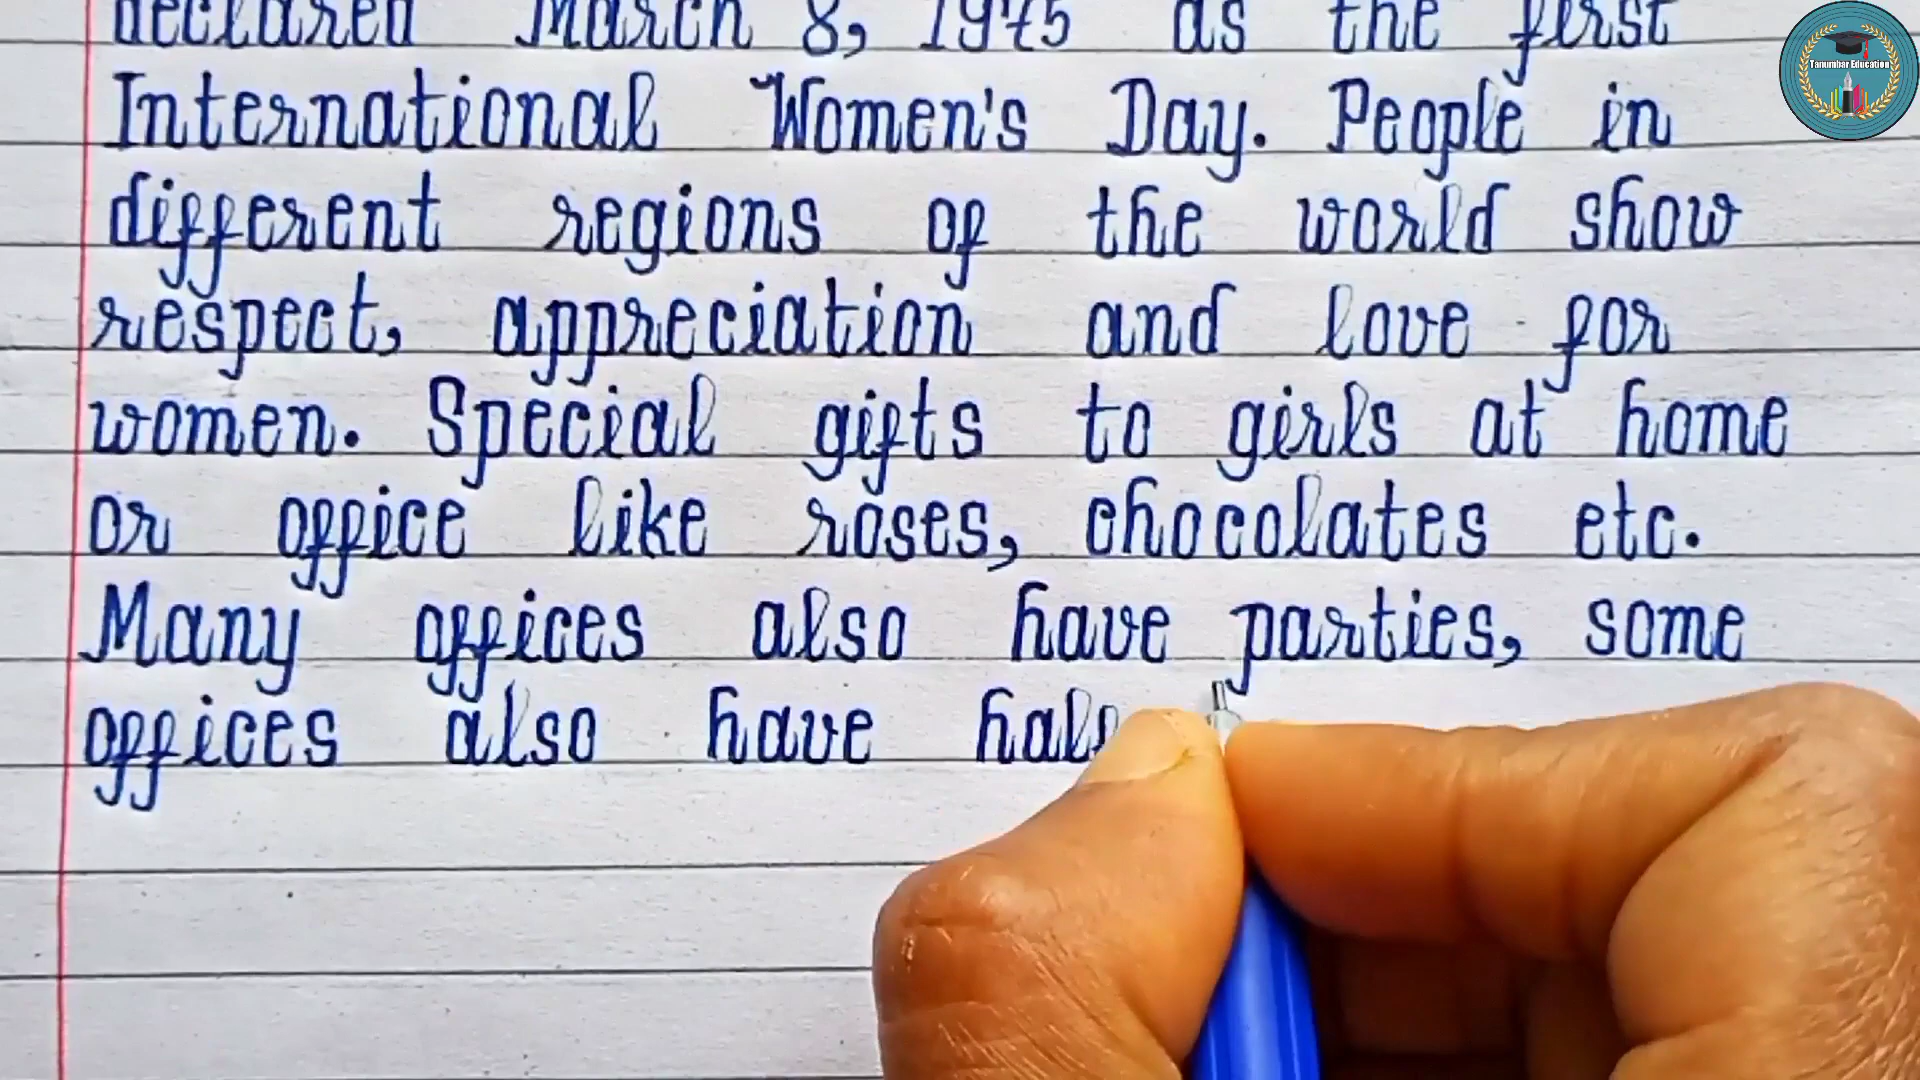 declared March 8, 1975 as the first
International Women's Day. People in
different regions of the world show
respect, appreciation and love for
women. Special gifts to girls at home
or office like roses, chocolates etc.
Many offices also have parties, some
offices also have
Tanumbar Education